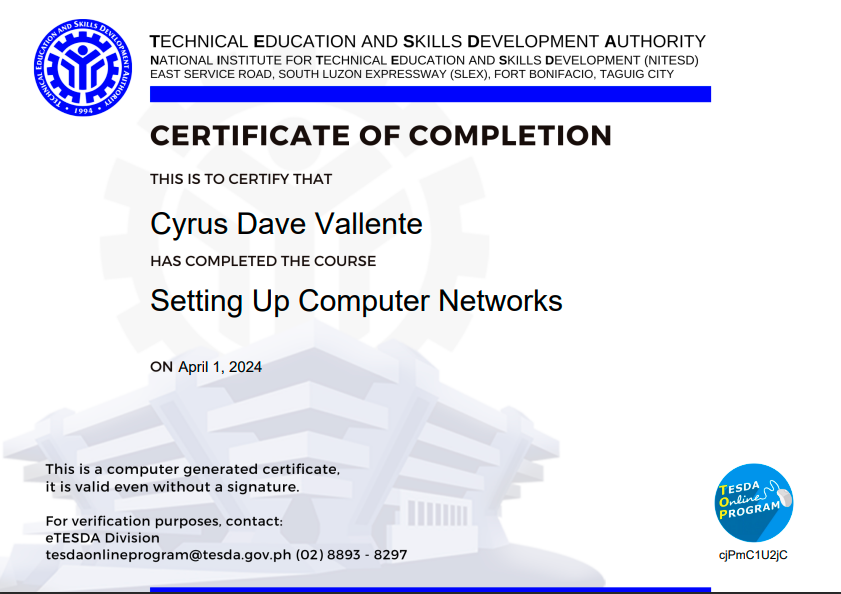 TECHNICAL EDUCATION AND SKILLS DEVELOPMENT AUTHORITY
• 1994 •
TECHNICAL EDUCATION AND SKILLS DEVELOPMENT AUTHORITY
NATIONAL INSTITUTE FOR TECHNICAL EDUCATION AND SKILLS DEVELOPMENT (NITESD)
EAST SERVICE ROAD, SOUTH LUZON EXPRESSWAY (SLEX), FORT BONIFACIO, TAGUIG CITY
CERTIFICATE OF COMPLETION
THIS IS TO CERTIFY THAT
Cyrus Dave Vallente
HAS COMPLETED THE COURSE
Setting Up Computer Networks
ON April 1, 2024
This is a computer generated certificate,
it is valid even without a signature.
For verification purposes, contact:
eTESDA Division
tesdaonlineprogram@tesda.gov.ph (02) 8893 - 8297
TESDA
Online
PROGRAM
cjPmC1U2jC